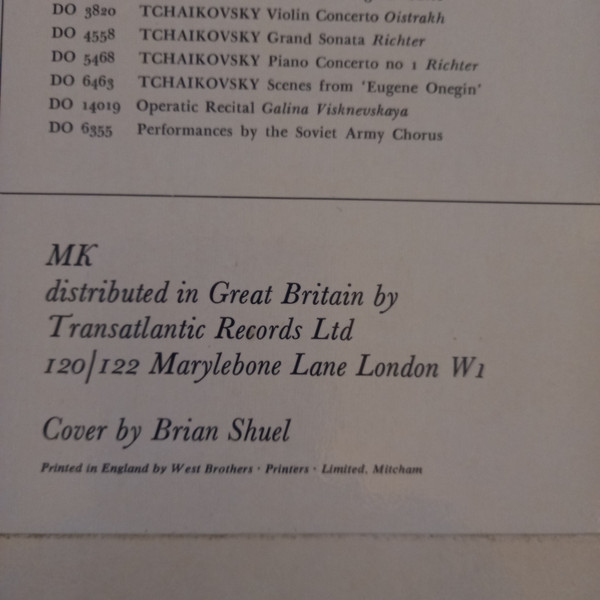 DO 3820 TCHAIKOVSKY Violin Concerto Oistrakh
DO 4558 TCHAIKOVSKY Grand Sonata Richter
DO 5468 TCHAIKOVSKY Piano Concerto no 1 Richter
DO 6463 TCHAIKOVSKY Scenes from ‘Eugene Onegin’
DO 14019 Operatic Recital Galina Visknevskaya
DO 6355 Performances by the Soviet Army Chorus
MK
distributed in Great Britain by
Transatlantic Records Ltd
120/122 Marylebone Lane London W1
Cover by Brian Shuel
Printed in England by West Brothers · Printers · Limited. Mitcham